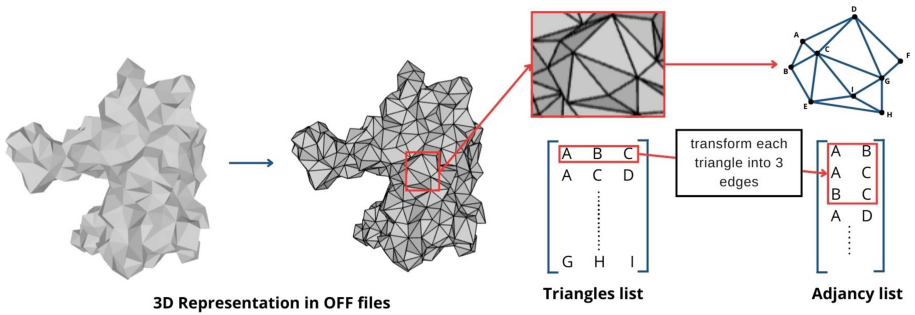 D
A
C
F
B
G
I
E
H
A B C
A C D
G H I
transform each
triangle into 3
edges
A B
A C
B C
A D
3D Representation in OFF files
Triangles list
Adjancy list